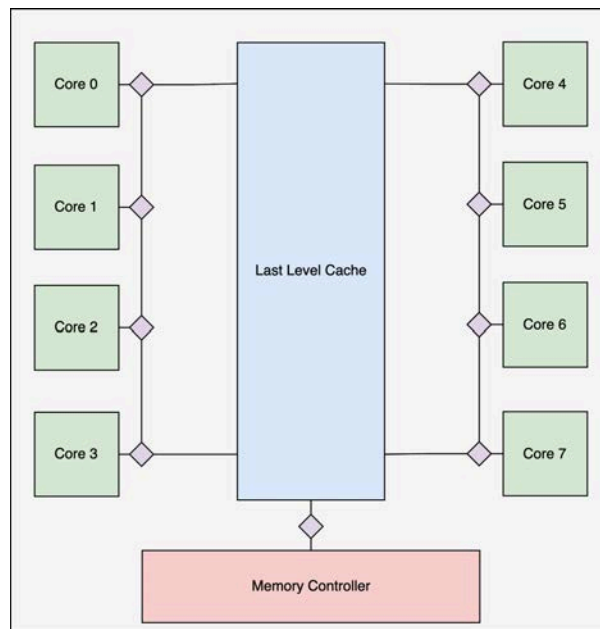 Core 0
Core 4
Core 1
Core 5
Last Level Cache
Core 2
Core 6
Core 3
Core 7
Memory Controller